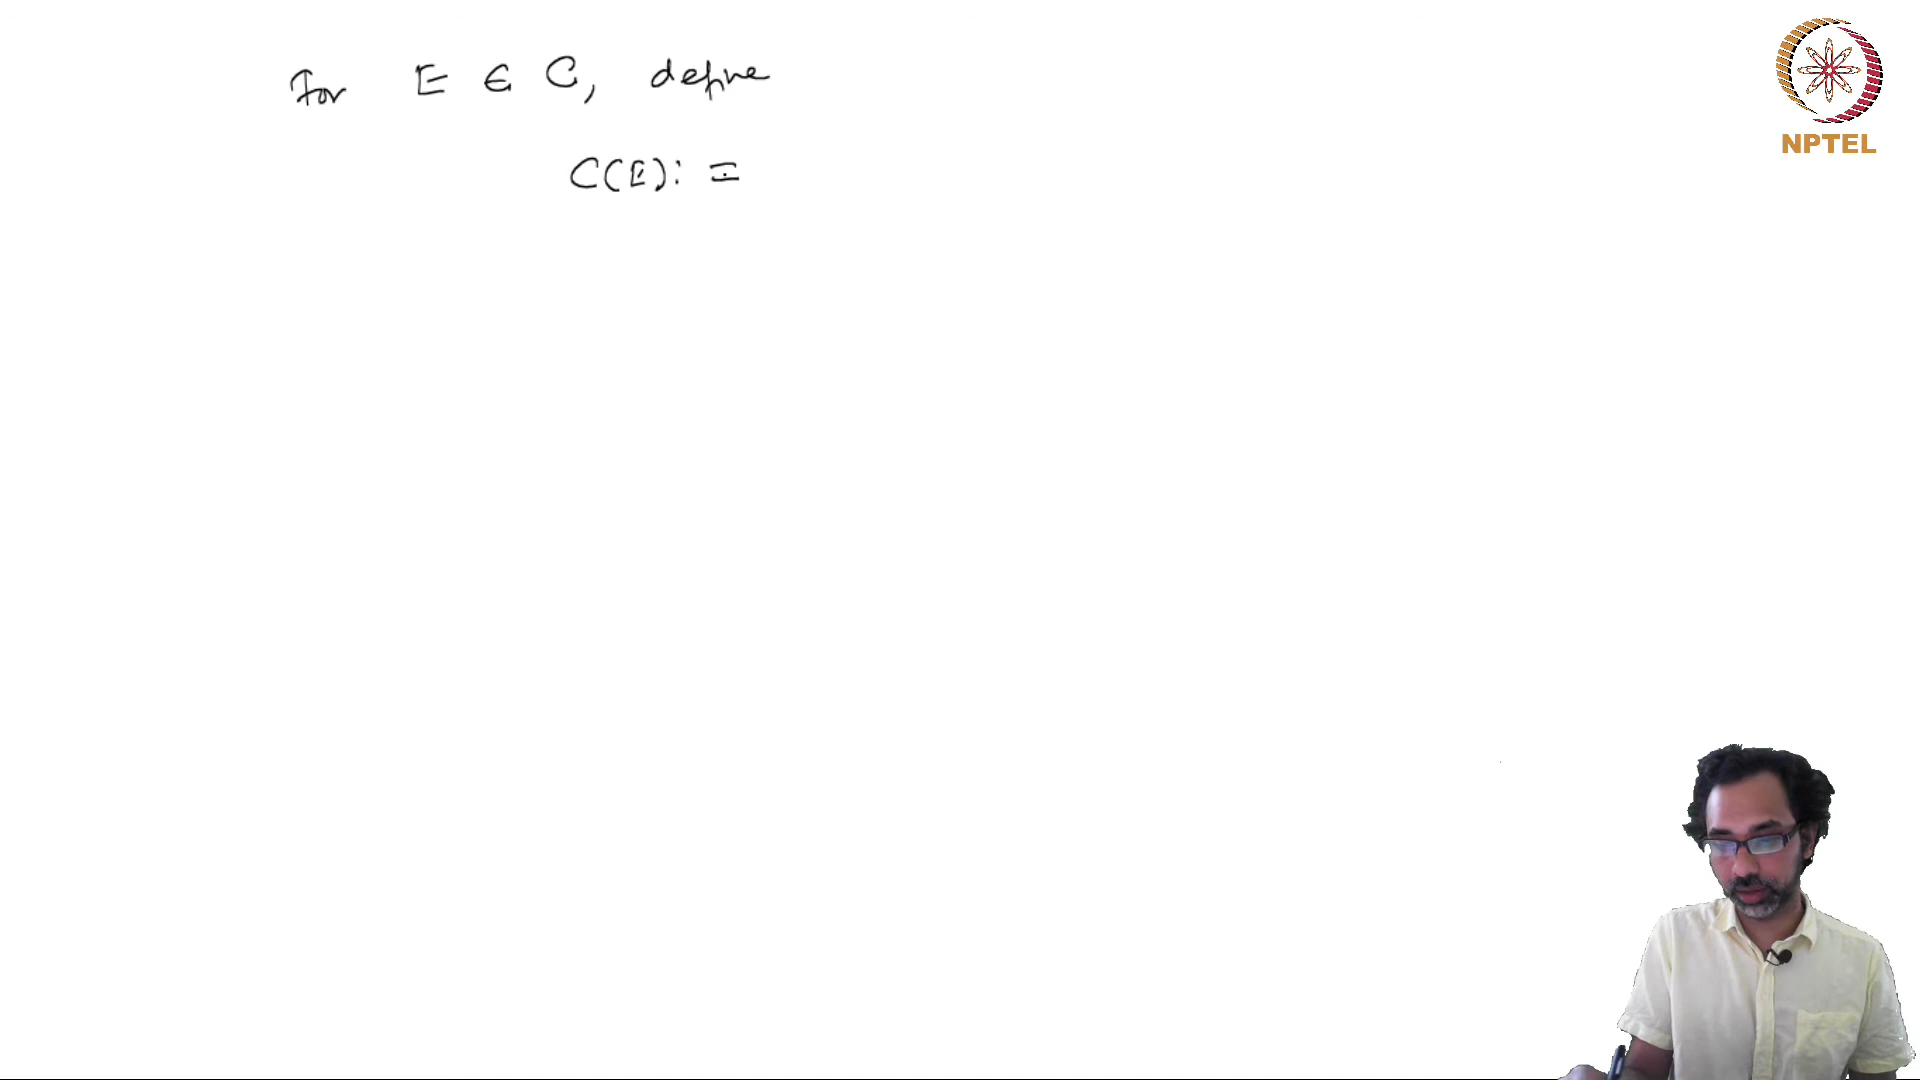 For E ∈ C, define
C(E) :=
NPTEL